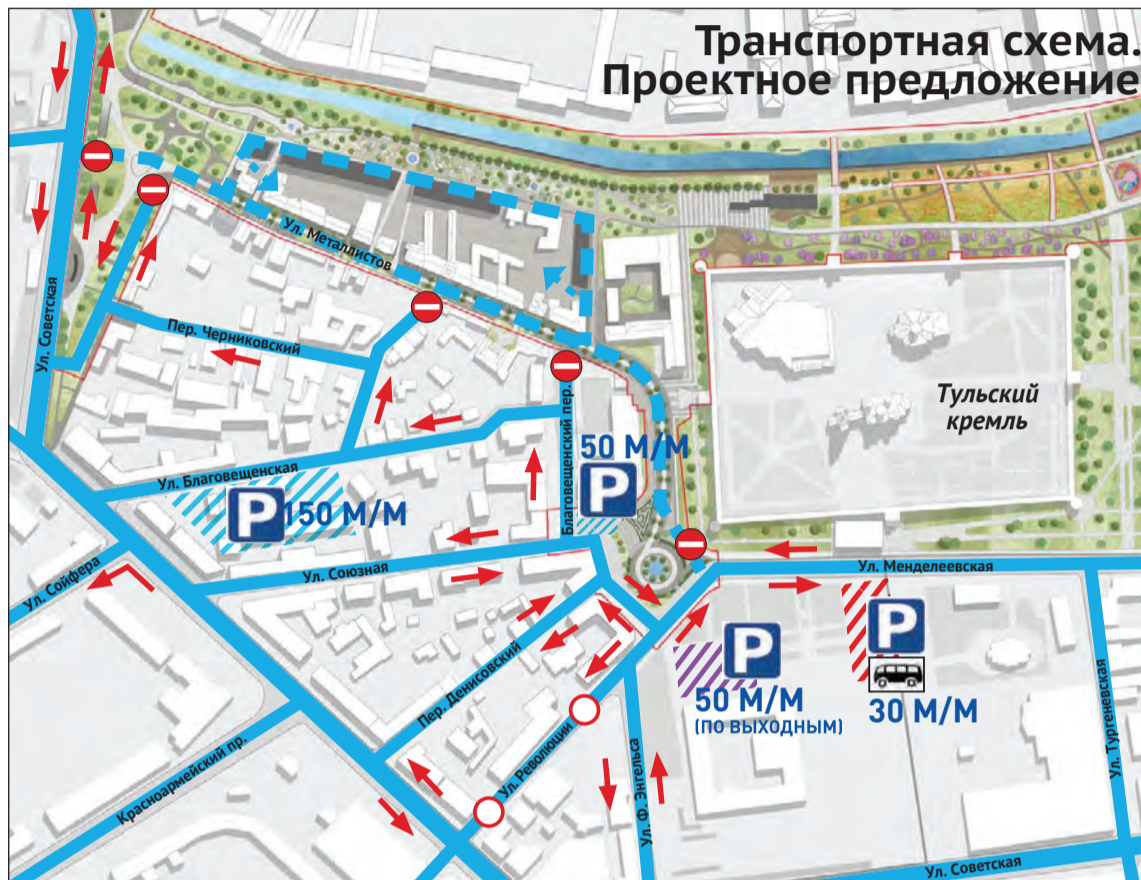 Транспортная схема.
Проектное предложение
Ул. Металлистов
Ул. Советская
Пер. Черниковский
Тульский
кремль
Благовещенский пер.
50 М/М
P
Ул. Благовещенская
P
150 М/М
Ул. Союзная
Ул. Менделеевская
Ул. Сойфера
P
50 М/М
(ПО ВЫХОДНЫМ)
P
30 М/М
Пер. Денисовский
Ул. Революции
Ул. Ф. Энгельса
Ул. Тургеневская
Красноармейский пр.
Ул. Советская